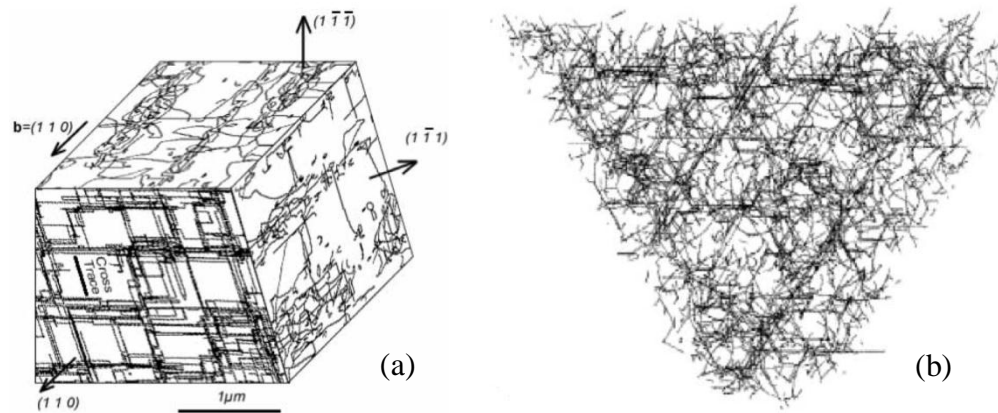 (1 1̄ 1̄)
b=(1 1 0)
(1 1̄ 1)
Cross
Trace
(1 1 0)
1μm
(a)
(b)